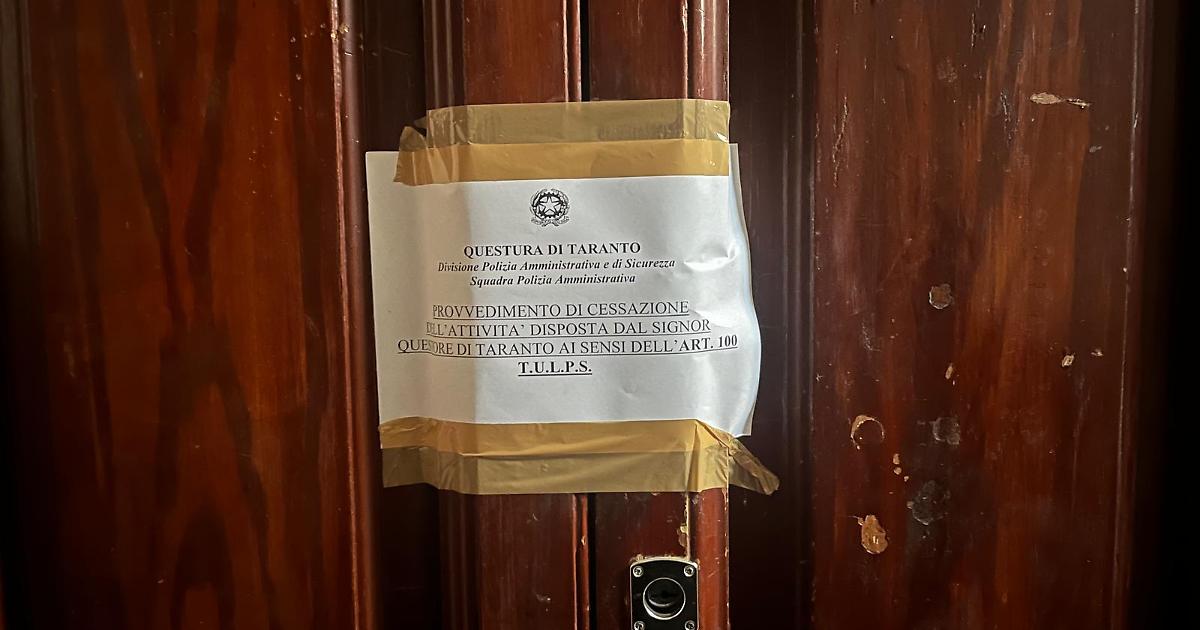 QUESTURA DI TARANTO
Divisione Polizia Amministrativa e di Sicurezza
Squadra Polizia Amministrativa
PROVVEDIMENTO DI CESSAZIONE
DELL'ATTIVITA' DISPOSTA DAL SIGNOR
QUESTORE DI TARANTO AI SENSI DELL'ART. 100
T.U.L.P.S.